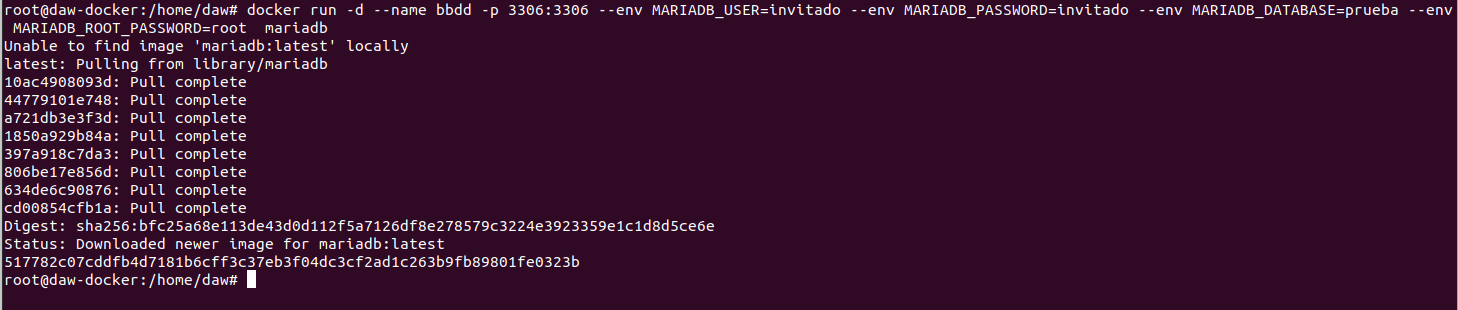 root@daw-docker:/home/daw# docker run -d --name bbdd -p 3306:3306 --env MARIADB_USER=invitado --env MARIADB_PASSWORD=invitado --env MARIADB_DATABASE=prueba --env
MARIADB_ROOT_PASSWORD=root  mariadb
Unable to find image 'mariadb:latest' locally
latest: Pulling from library/mariadb
10ac4908093d: Pull complete
44779101e748: Pull complete
a721db3e3f3d: Pull complete
1850a929b84a: Pull complete
397a918c7da3: Pull complete
806be17e856d: Pull complete
634de6c90876: Pull complete
cd00854cfb1a: Pull complete
Digest: sha256:bfc25a68e113de43d0d112f5a7126df8e278579c3224e3923359e1c1d8d5ce6e
Status: Downloaded newer image for mariadb:latest
517782c07cddfb4d7181b6cff3c37eb3f04dc3cf2ad1c263b9fb89801fe0323b
root@daw-docker:/home/daw#